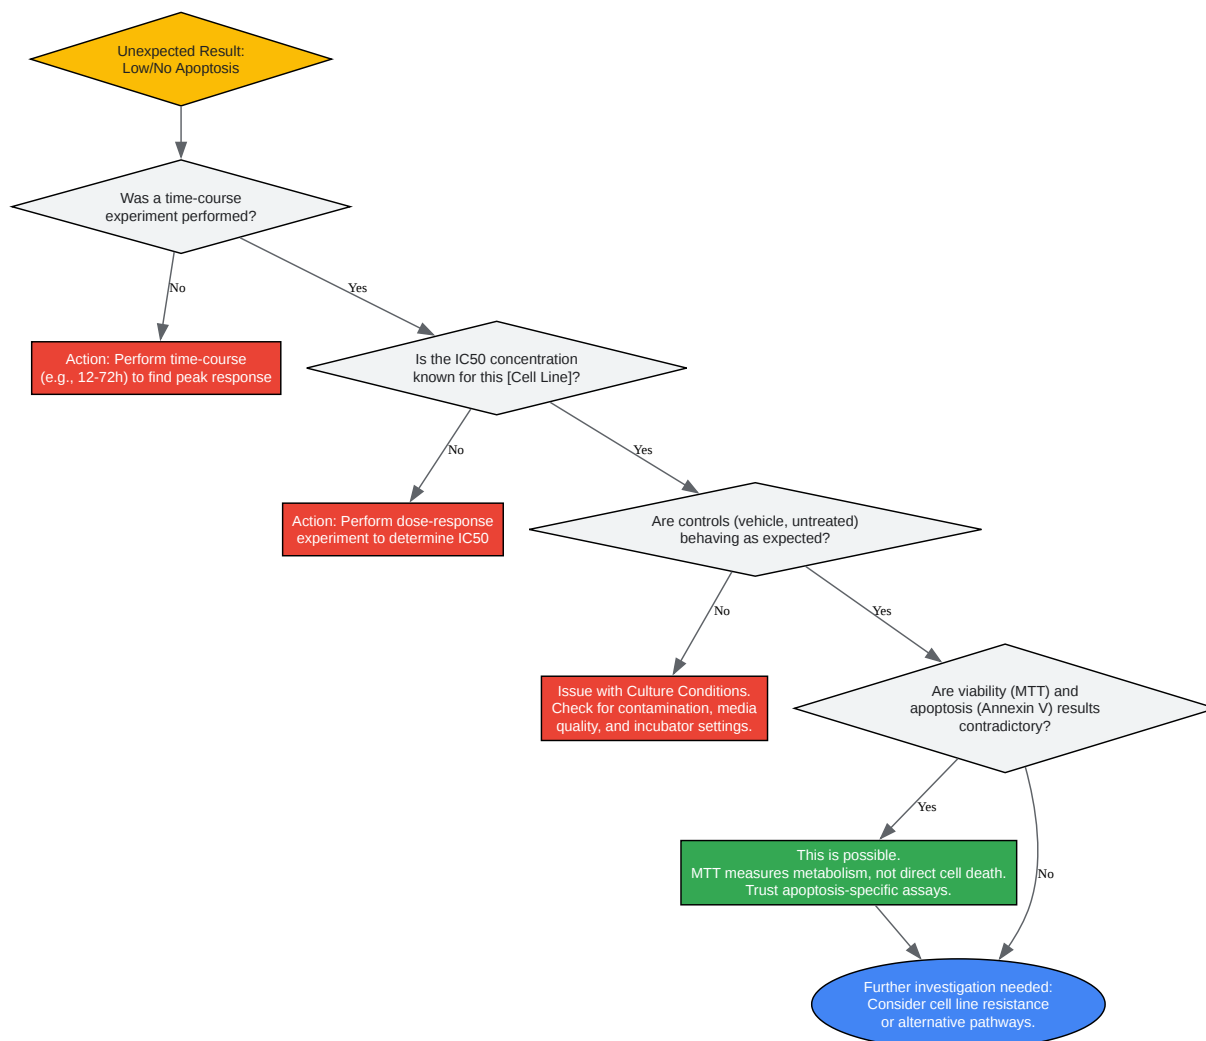 Unexpected Result:
Low/No Apoptosis
Was a time-course
experiment performed?
No
Yes
Action: Perform time-course
(e.g., 12-72h) to find peak response
Is the IC50 concentration
known for this [Cell Line]?
No
Yes
Action: Perform dose-response
experiment to determine IC50
Are controls (vehicle, untreated)
behaving as expected?
No
Yes
Issue with Culture Conditions.
Check for contamination, media
quality, and incubator settings.
Are viability (MTT) and
apoptosis (Annexin V) results
contradictory?
Yes
No
This is possible.
MTT measures metabolism, not direct cell death.
Trust apoptosis-specific assays.
Further investigation needed:
Consider cell line resistance
or alternative pathways.